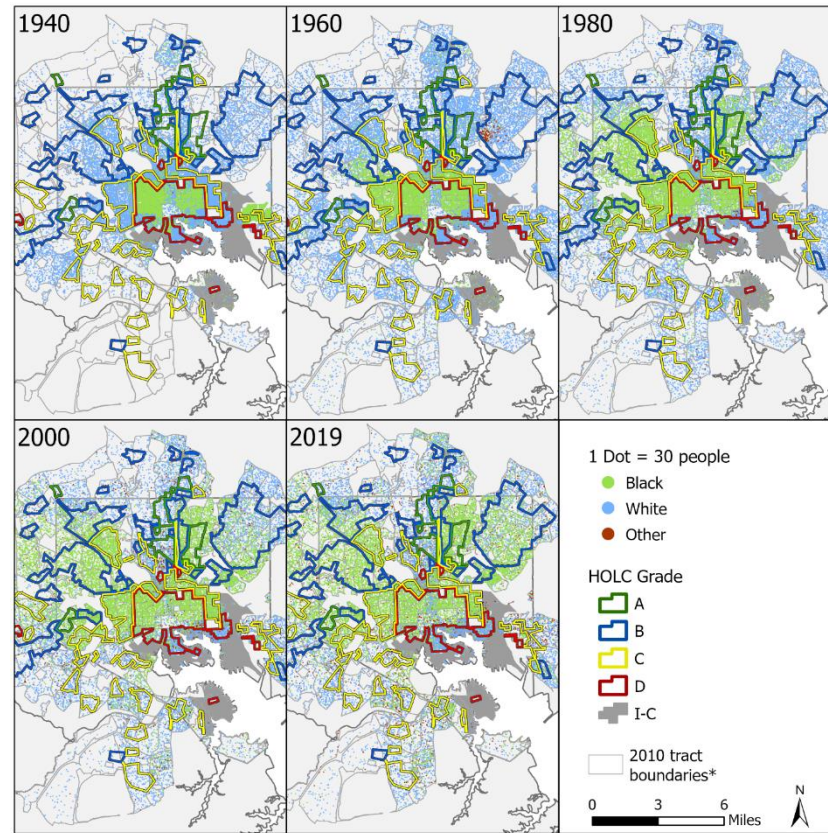 1940
1960
1980
2000
2019
1 Dot = 30 people
Black
White
Other
HOLC Grade
A
B
C
D
I-C
2010 tract
boundaries*
N
0 3 6
Miles